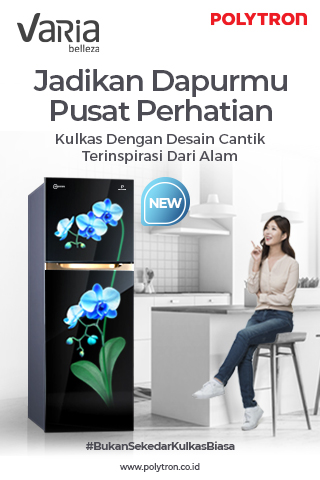 VaRia
belleza
POLYTRON
Jadikan Dapurmu
Pusat Perhatian
Kulkas Dengan Desain Cantik
Terinspirasi Dari Alam
NEW
#BukanSekedarKulkasBiasa
www.polytron.co.id